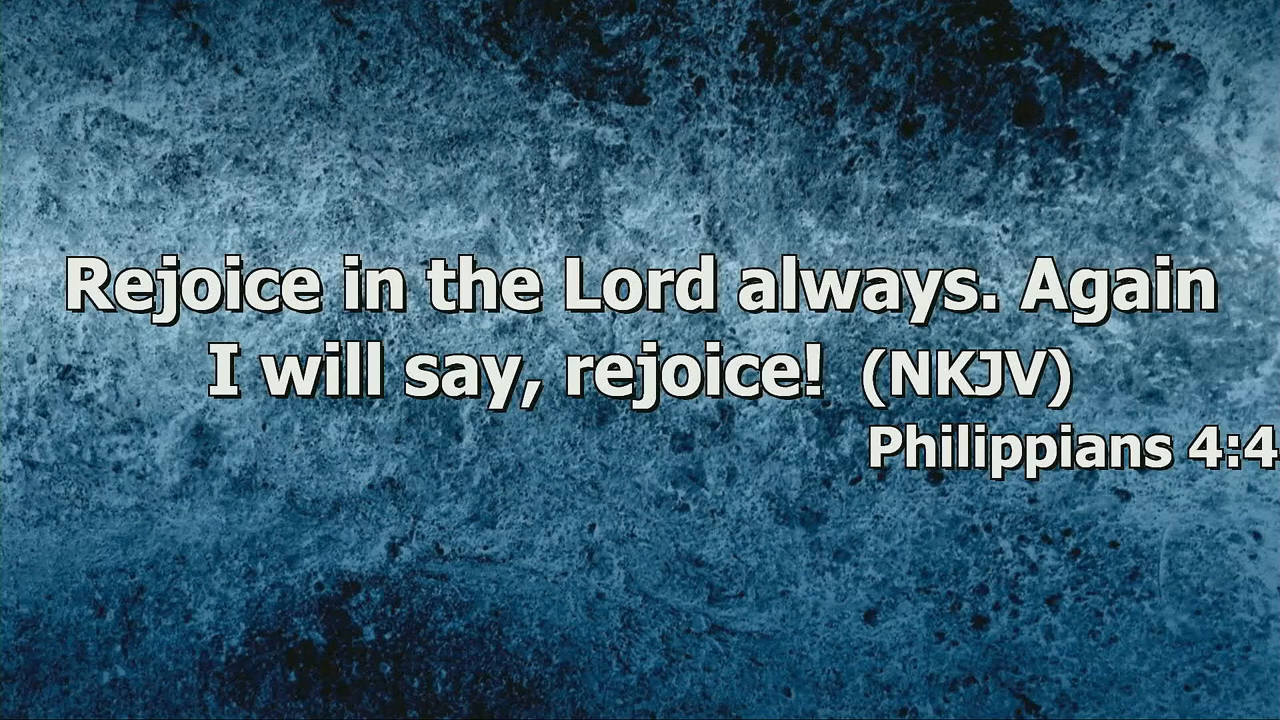 Rejoice in the Lord always. Again
I will say, rejoice! (NKJV)
Philippians 4:4